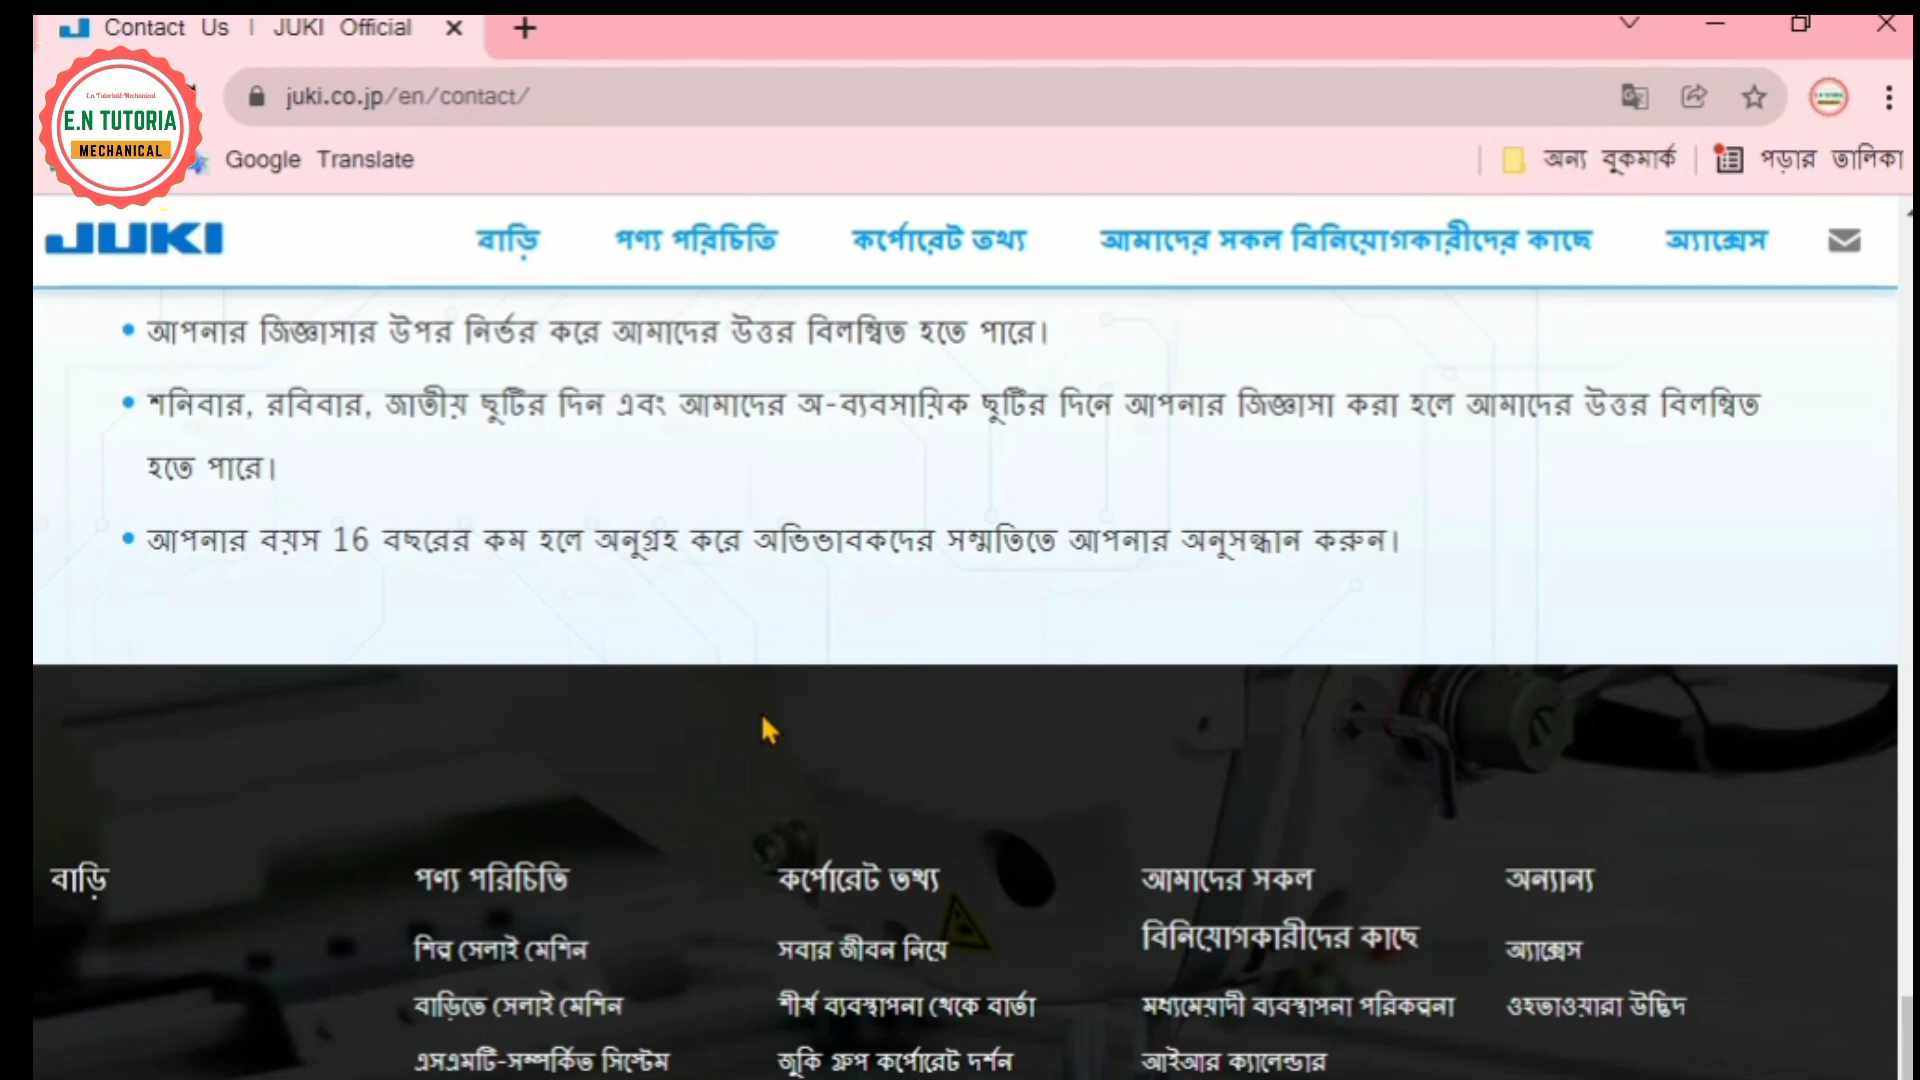 Contact Us | JUKI Official
En Tutorial Mechanical
E.N TUTORIA
MECHANICAL
juki.co.jp/en/contact/
Google Translate
অন্য বুকমার্ক
পড়ার তালিকা
JUKI
বাড়ি
পণ্য পরিচিতি
কর্পোরেট তথ্য
আমাদের সকল বিনিয়োগকারীদের কাছে
অ্যাক্সেস
আপনার জিজ্ঞাসার উপর নির্ভর করে আমাদের উত্তর বিলম্বিত হতে পারে।
শনিবার, রবিবার, জাতীয় ছুটির দিন এবং আমাদের অ-ব্যবসায়িক ছুটির দিনে আপনার জিজ্ঞাসা করা হলে আমাদের উত্তর বিলম্বিত
হতে পারে।
আপনার বয়স 16 বছরের কম হলে অনুগ্রহ করে অভিভাবকদের সম্মতিতে আপনার অনুসন্ধান করুন।
বাড়ি
পণ্য পরিচিতি
শিল্প সেলাই মেশিন
বাড়িতে সেলাই মেশিন
এসএমটি-সম্পর্কিত সিস্টেম
কর্পোরেট তথ্য
সবার জীবন নিয়ে
শীর্ষ ব্যবস্থাপনা থেকে বার্তা
জুকি গ্রুপ কর্পোরেট দর্শন
আমাদের সকল
বিনিয়োগকারীদের কাছে
মধ্যমেয়াদী ব্যবস্থাপনা পরিকল্পনা
আইআর ক্যালেন্ডার
অন্যান্য
অ্যাক্সেস
ওহতাওয়ারা উদ্ভিদ